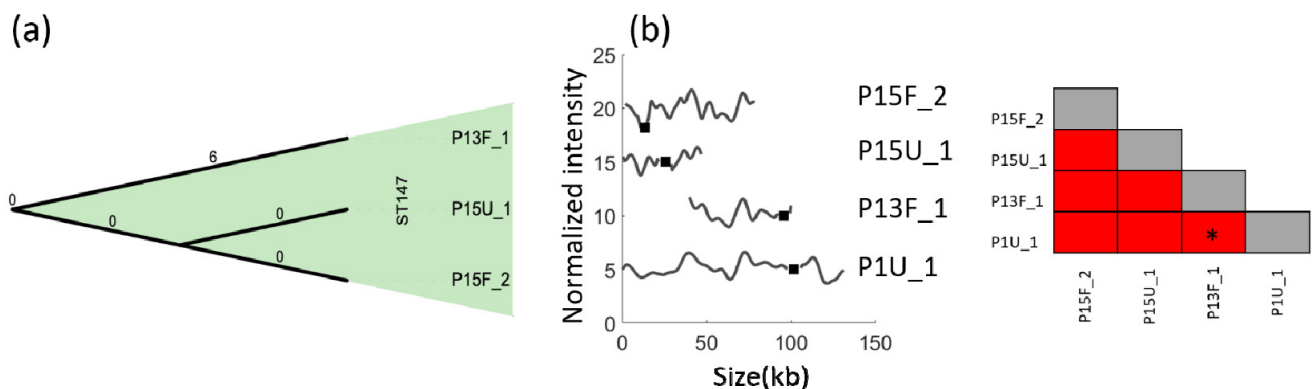 (a)
0
6
0
0
0
P13F_1
P15U_1
P15F_2
ST147
(b)
Normalized intensity
25
20
15
10
5
0
0
50
100
150
Size(kb)
P15F_2
P15U_1
P13F_1
P1U_1
P15F_2
P15U_1
P13F_1
P1U_1
*
P15F_2
P15U_1
P13F_1
P1U_1